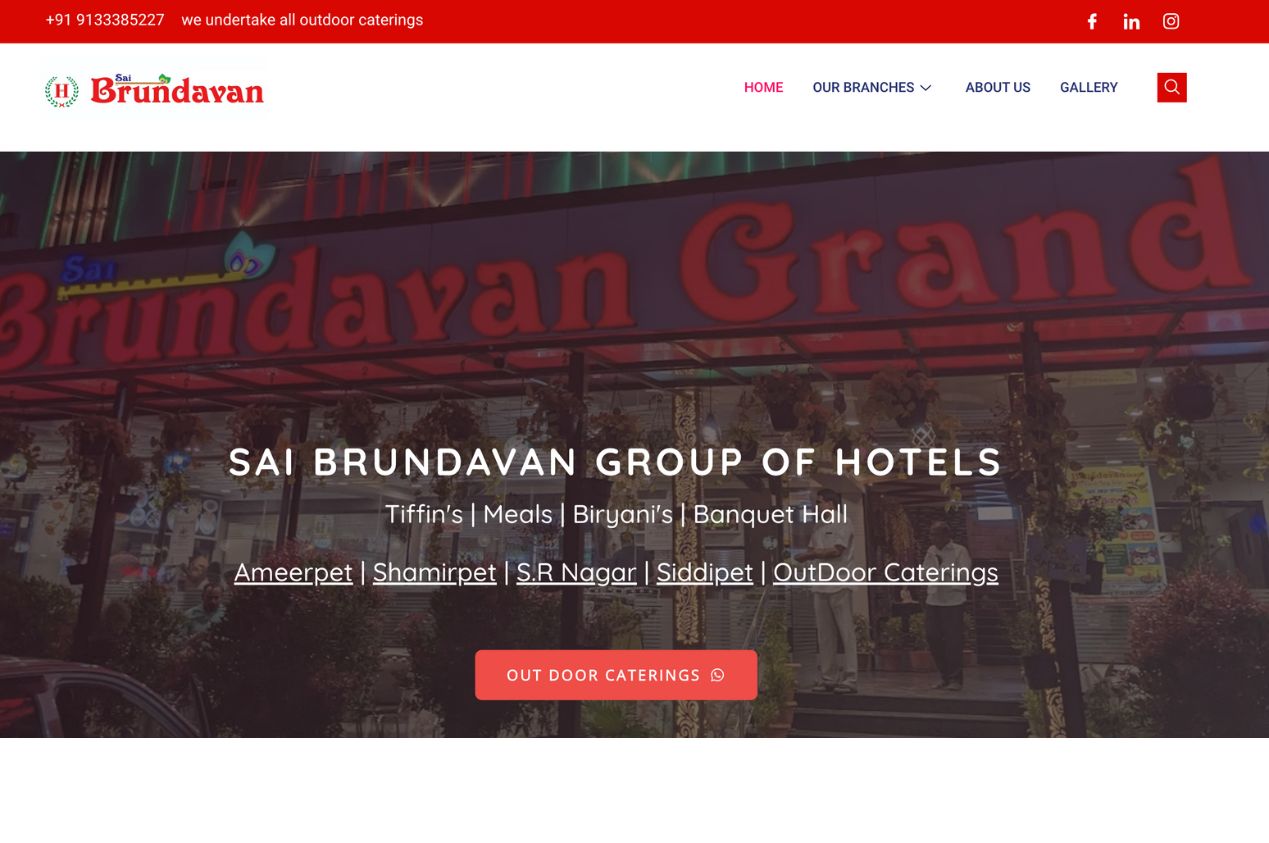 +91 9133385227 we undertake all outdoor caterings
H Sai Brundavan
HOME OUR BRANCHES ABOUT US GALLERY
Sai
Brundavan Grand
SAI BRUNDAVAN GROUP OF HOTELS
Tiffin's | Meals | Biryani's | Banquet Hall
Ameerpet | Shamirpet | S.R Nagar | Siddipet | OutDoor Caterings
OUT DOOR CATERINGS